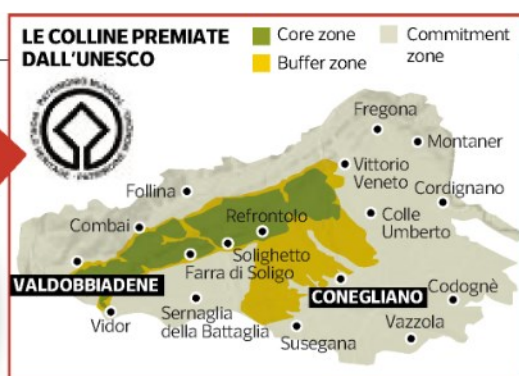 LE COLLINE PREMIATE
DALL'UNESCO
Core zone
Buffer zone
Commitment
zone
Fregona
Montaner
Vittorio
Veneto
Cordignano
Follina
Colle
Umberto
Refrontolo
Combai
Solighetto
Farra di Soligo
VALDOBBIADENE
CONEGLIANO
Codognè
Vidor
Sernaglia
della Battaglia
Vazzola
Susegana